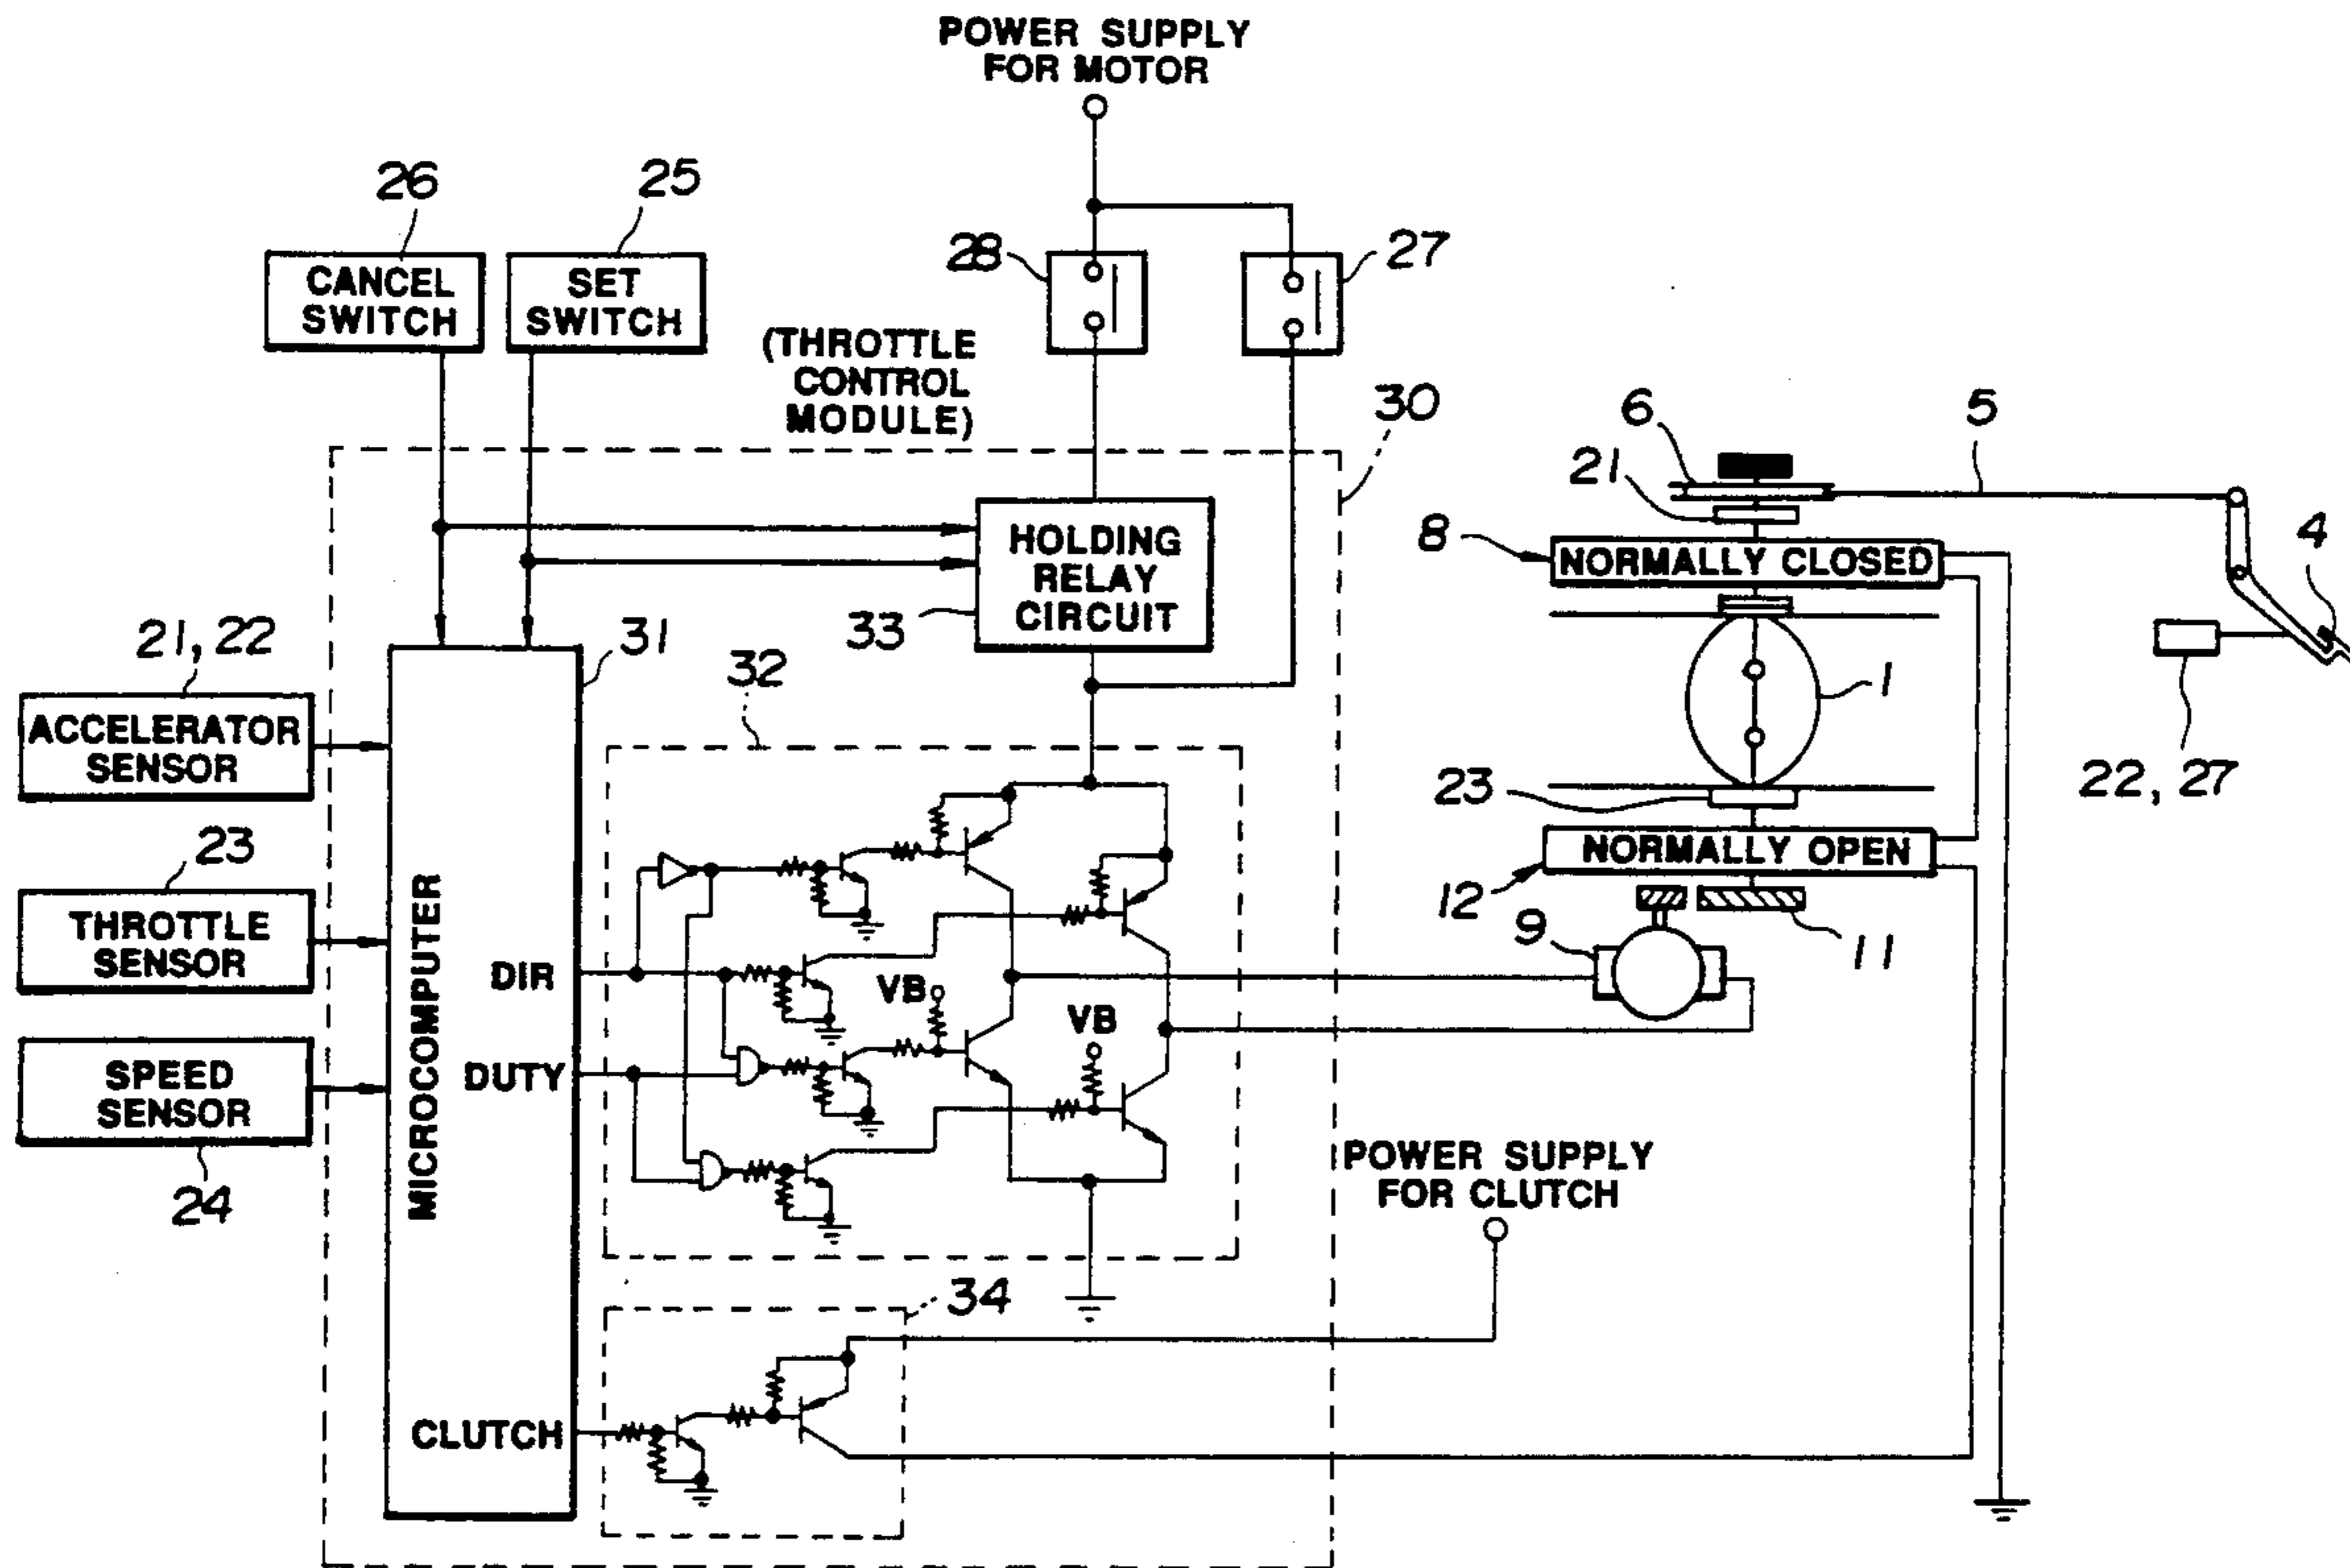 POWER SUPPLY
FOR MOTOR
26
25
28
27
CANCEL
SWITCH
SET
SWITCH
(THROTTLE
CONTROL
MODULE)
30
6
5
21
8
4
HOLDING
RELAY
CIRCUIT
NORMALLY CLOSED
33
21, 22
31
32
1
ACCELERATOR
SENSOR
22, 27
23
23
NORMALLY OPEN
12
THROTTLE
SENSOR
9
11
MICROCOMPUTER
DIR
VB
VB
DUTY
SPEED
SENSOR
24
POWER SUPPLY
FOR CLUTCH
34
CLUTCH